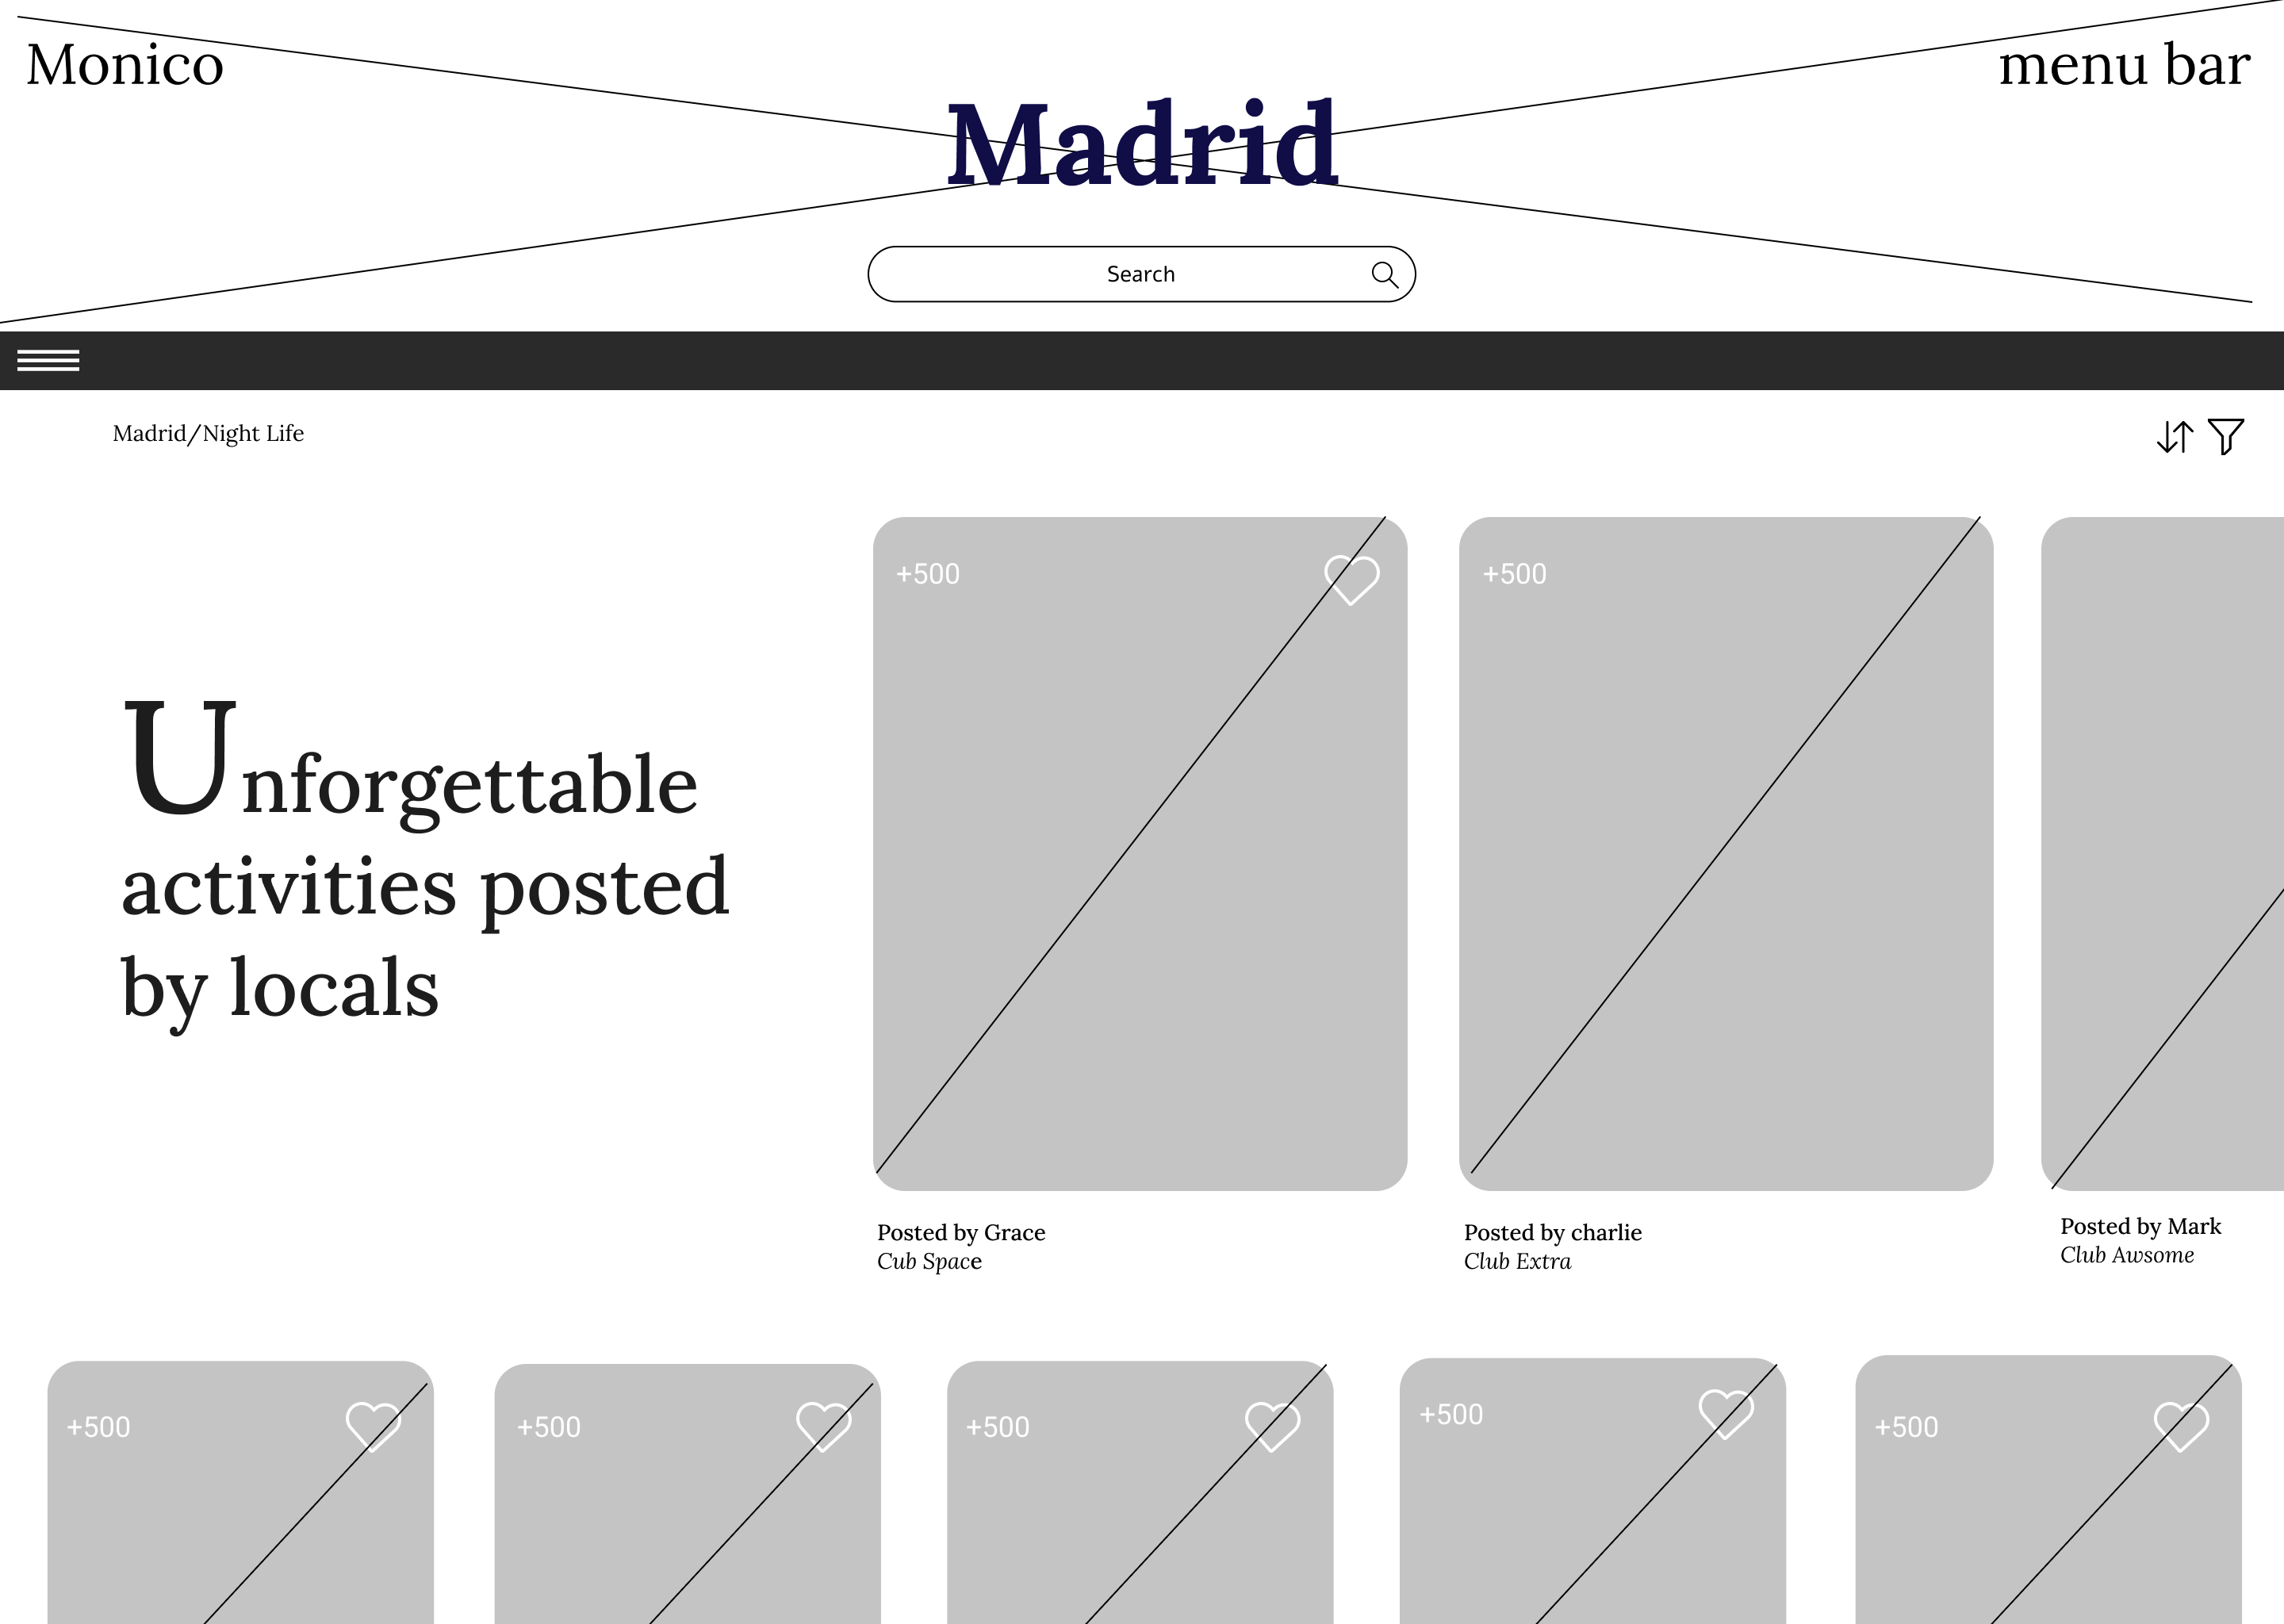 Monico
menu bar
Madrid
Search
Madrid/Night Life
+500
+500
Unforgettable
activities posted
by locals
Posted by Grace
Cub Space
Posted by charlie
Club Extra
Posted by Mark
Club Awsome
+500
+500
+500
+500
+500